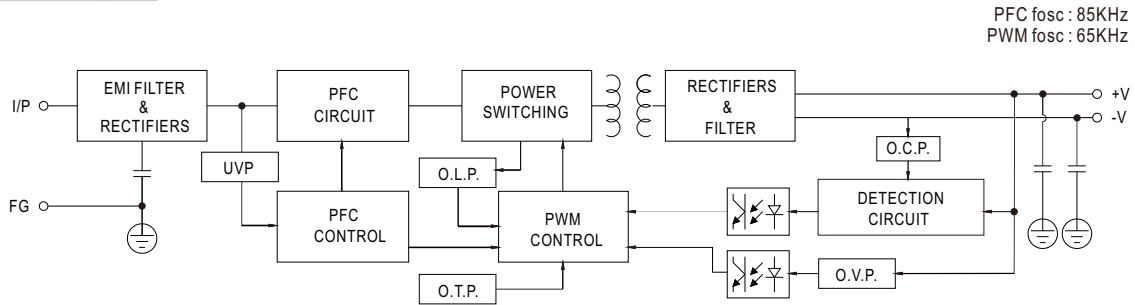 PFC fosc : 85KHz
PWM fosc : 65KHz
I/P
EMI FILTER
&
RECTIFIERS
PFC
CIRCUIT
POWER
SWITCHING
RECTIFIERS
&
FILTER
+V
-V
UVP
O.L.P.
O.C.P.
FG
PFC
CONTROL
PWM
CONTROL
DETECTION
CIRCUIT
O.T.P.
O.V.P.